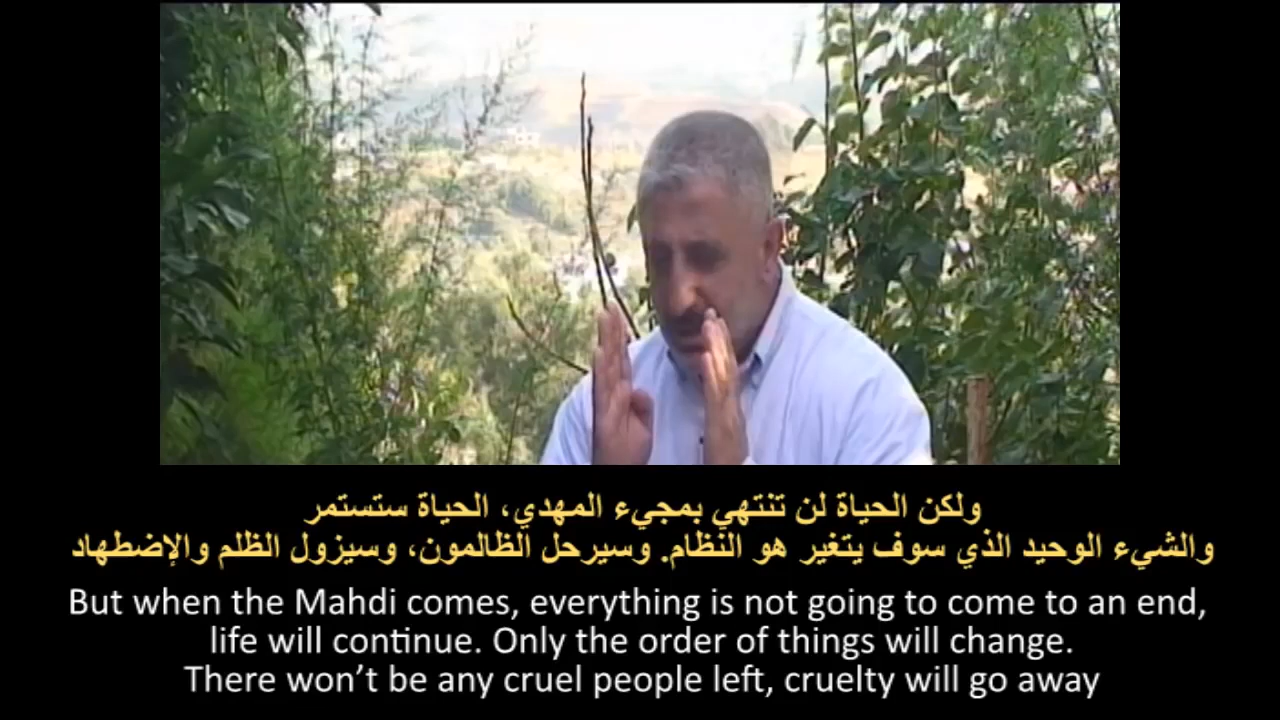 ولكن الحياة لن تنتهي بمجيء المهدي، الحياة ستستمر
والشيء الوحيد الذي سوف يتغير هو النظام. وسيرحل الظالمون، وسيزول الظلم والإضطهاد
But when the Mahdi comes, everything is not going to come to an end,
life will continue. Only the order of things will change.
There won't be any cruel people left, cruelty will go away